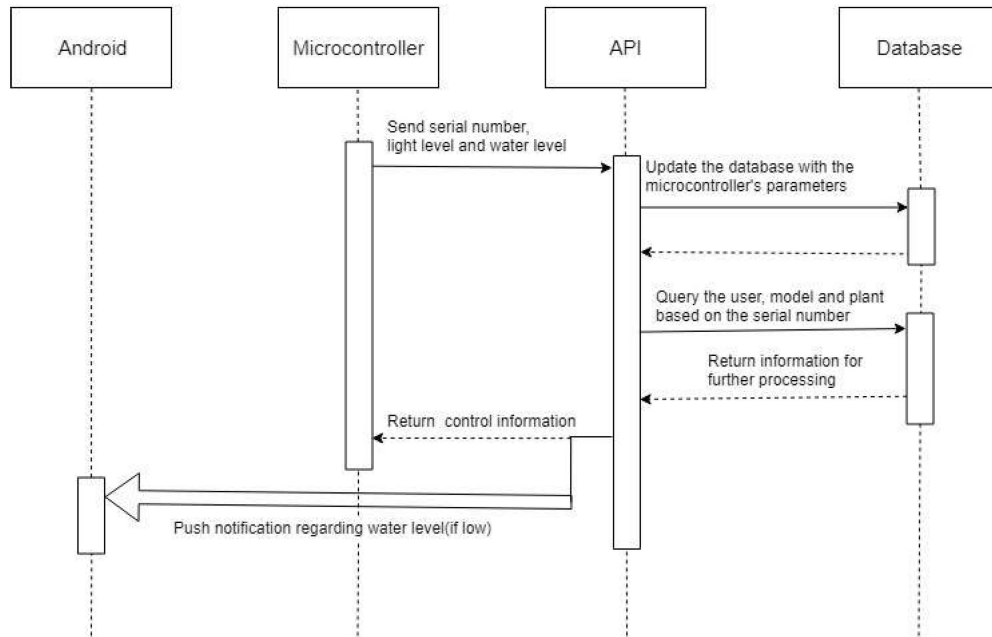 Android
Microcontroller
API
Database
Send serial number,
light level and water level
Update the database with the
microcontroller's parameters
Query the user, model and plant
based on the serial number
Return information for
further processing
Return  control information
Push notification regarding water level(if low)